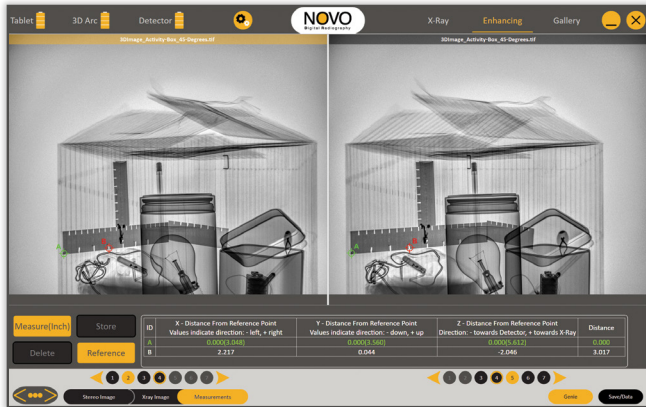 Tablet 3D Arc Detector NOVO X-Ray Enhancing Gallery
Digital Radiography
3DImage_Activity-Box_45-Degrees.tif 3DImage_Activity-Box_45-Degrees.tif
A B A B
Measure(Inch) Store
Delete Reference
ID X - Distance From Reference Point Y - Distance From Reference Point Z - Distance From Reference Point Distance
Values indicate direction: - left, + right Values indicate direction: - down, + up Direction: - towards Detector, + towards X-Ray
A 0.000(3.048) 0.000(3.560) 0.000(5.612) 0.000
B 2.217 0.044 -2.046 3.017
1 2 3 4 5 6 7 1 2 3 4 5 6 7
Stereo Image Xray Image Measurements Genie Save/Data